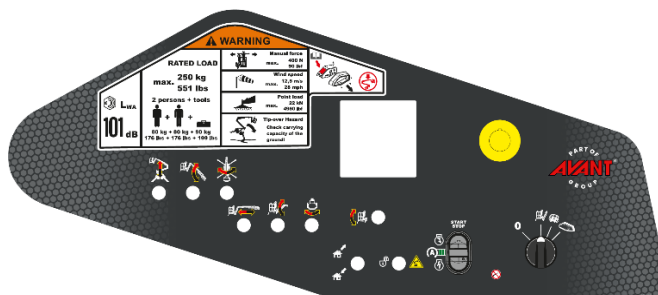 WARNING
RATED LOAD
max. 250 kg
551 lbs
2 persons + tools
80 kg + 80 kg + 90 kg
176 lbs + 176 lbs + 198 lbs
LWA
101 dB
Manual force
max. 400 N
90 lbf
Wind speed
max. 12,5 m/s
28 mph
Point load
max. 22 kN
Tip-over Hazard
Check carrying
capacity of the
ground!
PART OF
AVANT
GROUP
START
STOP
A
0